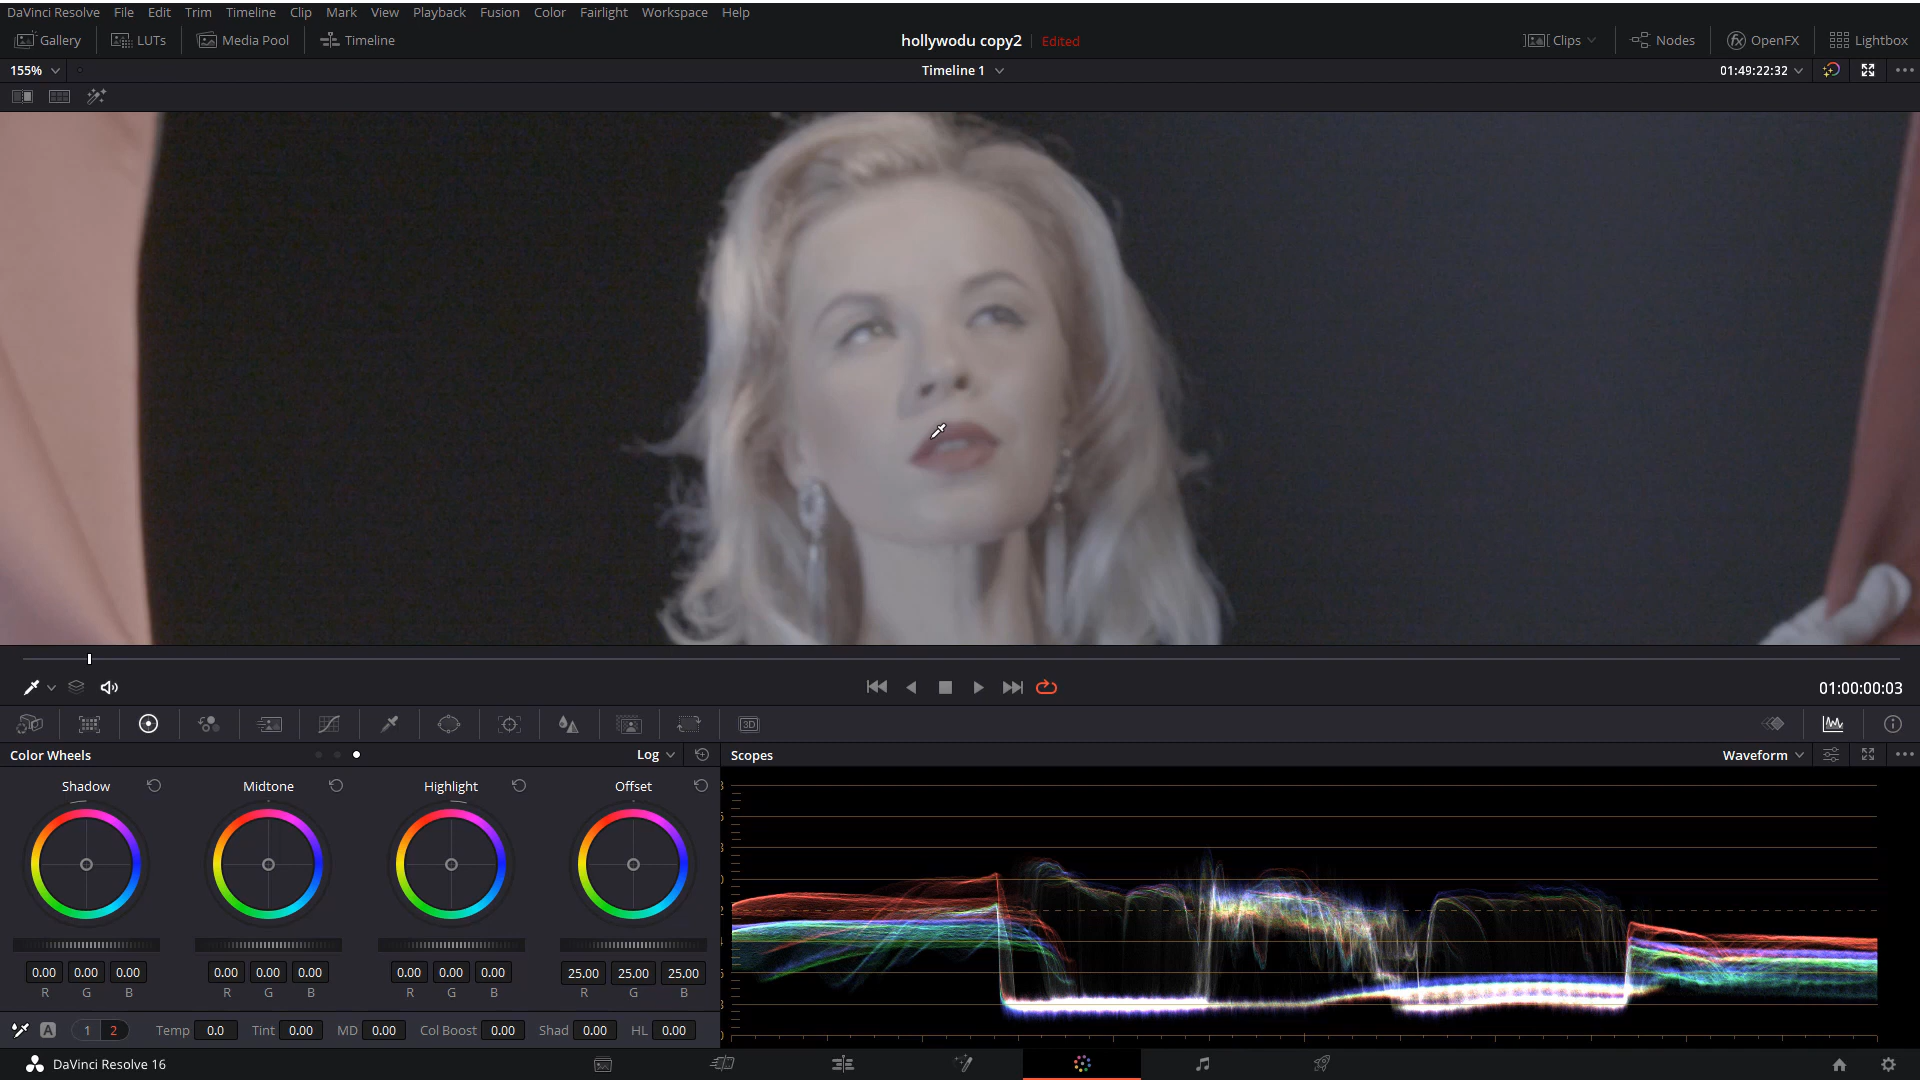 DaVinci Resolve File Edit Trim Timeline Clip Mark View Playback Fusion Color Fairlight Workspace Help
Gallery LUTs Media Pool Timeline hollywodu copy2 Edited Clips Nodes OpenFX Lightbox
155% Timeline 1 01:49:22:32
01:00:00:03
3D
Color Wheels Log Scopes Waveform
Shadow Midtone Highlight Offset
0.00 0.00 0.00 0.00 0.00 0.00 0.00 0.00 0.00 25.00 25.00 25.00
R G B R G B R G B R G B
A 1 2 Temp 0.0 Tint 0.00 MD 0.00 Col Boost 0.00 Shad 0.00 HL 0.00
DaVinci Resolve 16